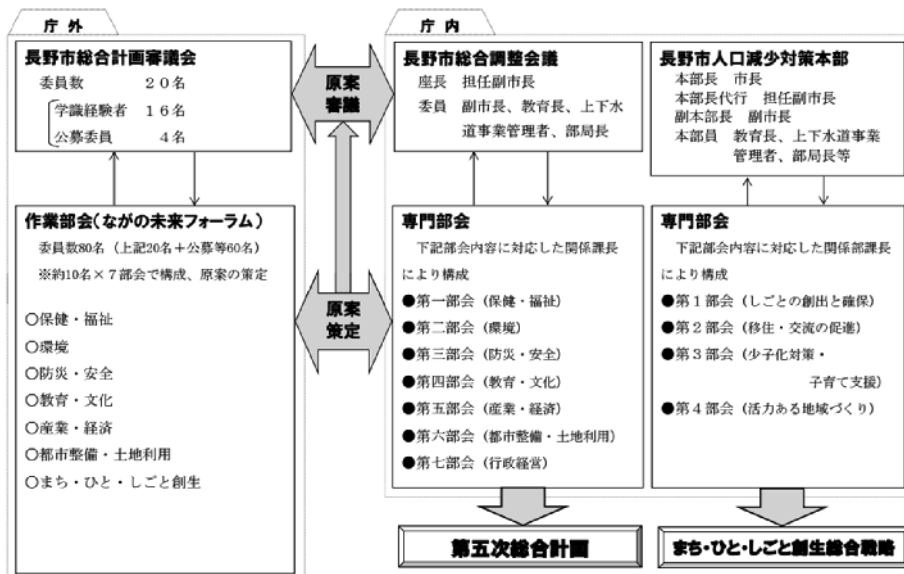 庁外
長野市総合計画審議会
委員数　２０名
学識経験者　１６名
公募委員　４名
作業部会（ながの未来フォーラム）
委員数80名（上記20名＋公募等60名）
※約10名×７部会で構成、原案の策定
○保健・福祉
○環境
○防災・安全
○教育・文化
○産業・経済
○都市整備・土地利用
○まち・ひと・しごと創生
原案
審議
原案
策定
庁内
長野市総合調整会議
座長　担任副市長
委員　副市長、教育長、上下水
道事業管理者、部局長
専門部会
下記部会内容に対応した関係課長
により構成
●第一部会（保健・福祉）
●第二部会（環境）
●第三部会（防災・安全）
●第四部会（教育・文化）
●第五部会（産業・経済）
●第六部会（都市整備・土地利用）
●第七部会（行政経営）
第五次総合計画
長野市人口減少対策本部
本部長　市長
本部長代行　担任副市長
副本部長　副市長
本部員　教育長、上下水道事業
管理者、部局長等
専門部会
下記部会内容に対応した関係部課長
により構成
●第１部会（しごとの創出と確保）
●第２部会（移住・交流の促進）
●第３部会（少子化対策・
子育て支援）
●第４部会（活力ある地域づくり）
まち・ひと・しごと創生総合戦略